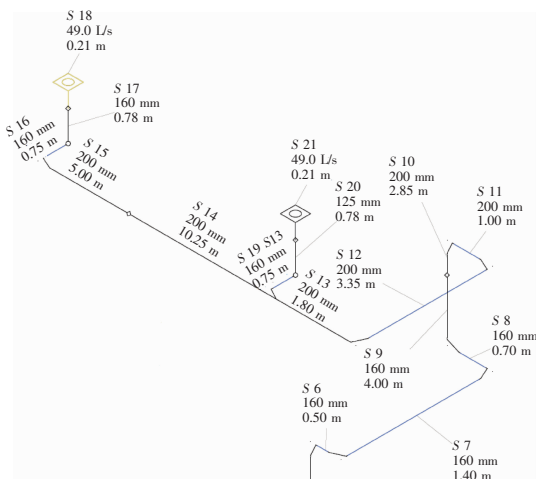 S 18
49.0 L/s
0.21 m
S 17
160 mm
0.78 m
S 16
160 mm
0.75 m
S 15
200 mm
5.00 m
S 14
200 mm
10.25 m
S 21
49.0 L/s
0.21 m
S 20
125 mm
0.78 m
S 19 S13
160 mm
0.75 m
S 13
200 mm
1.80 m
S 12
200 mm
3.35 m
S 10
200 mm
2.85 m
S 11
200 mm
1.00 m
S 8
160 mm
0.70 m
S 9
160 mm
4.00 m
S 6
160 mm
0.50 m
S 7
160 mm
1.40 m